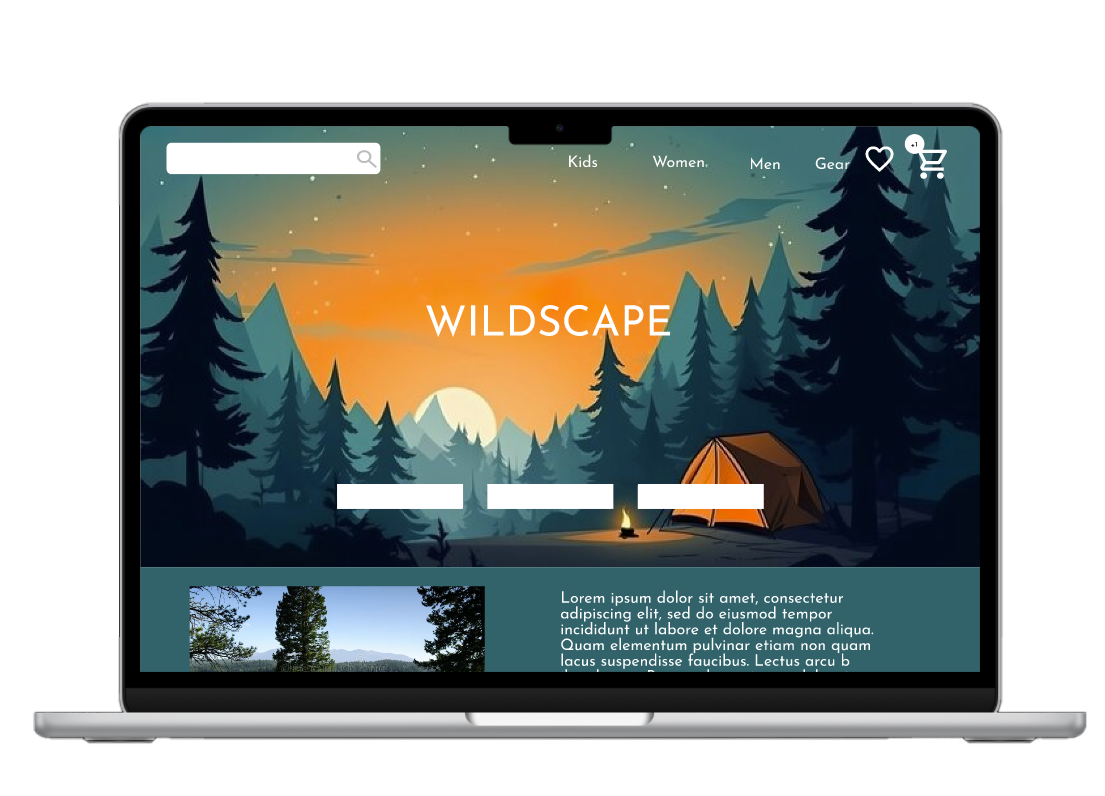 Kids Women. Men Gear +1
WILDSCAPE
Lorem ipsum dolor sit amet, consectetur
adipiscing elit, sed do eiusmod tempor
incididunt ut labore et dolore magna aliqua.
Quam elementum pulvinar etiam non quam
lacus suspendisse faucibus. Lectus arcu b